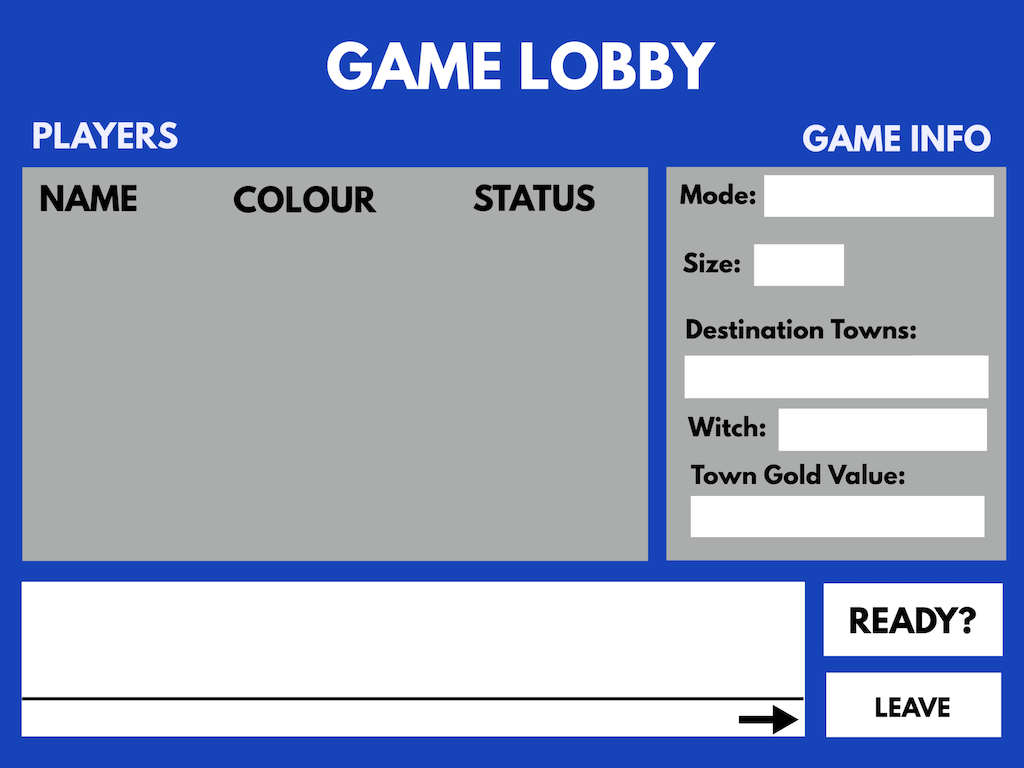 GAME LOBBY
PLAYERS
GAME INFO
NAME COLOUR STATUS
Mode:
Size:
Destination Towns:
Witch:
Town Gold Value:
READY?
LEAVE